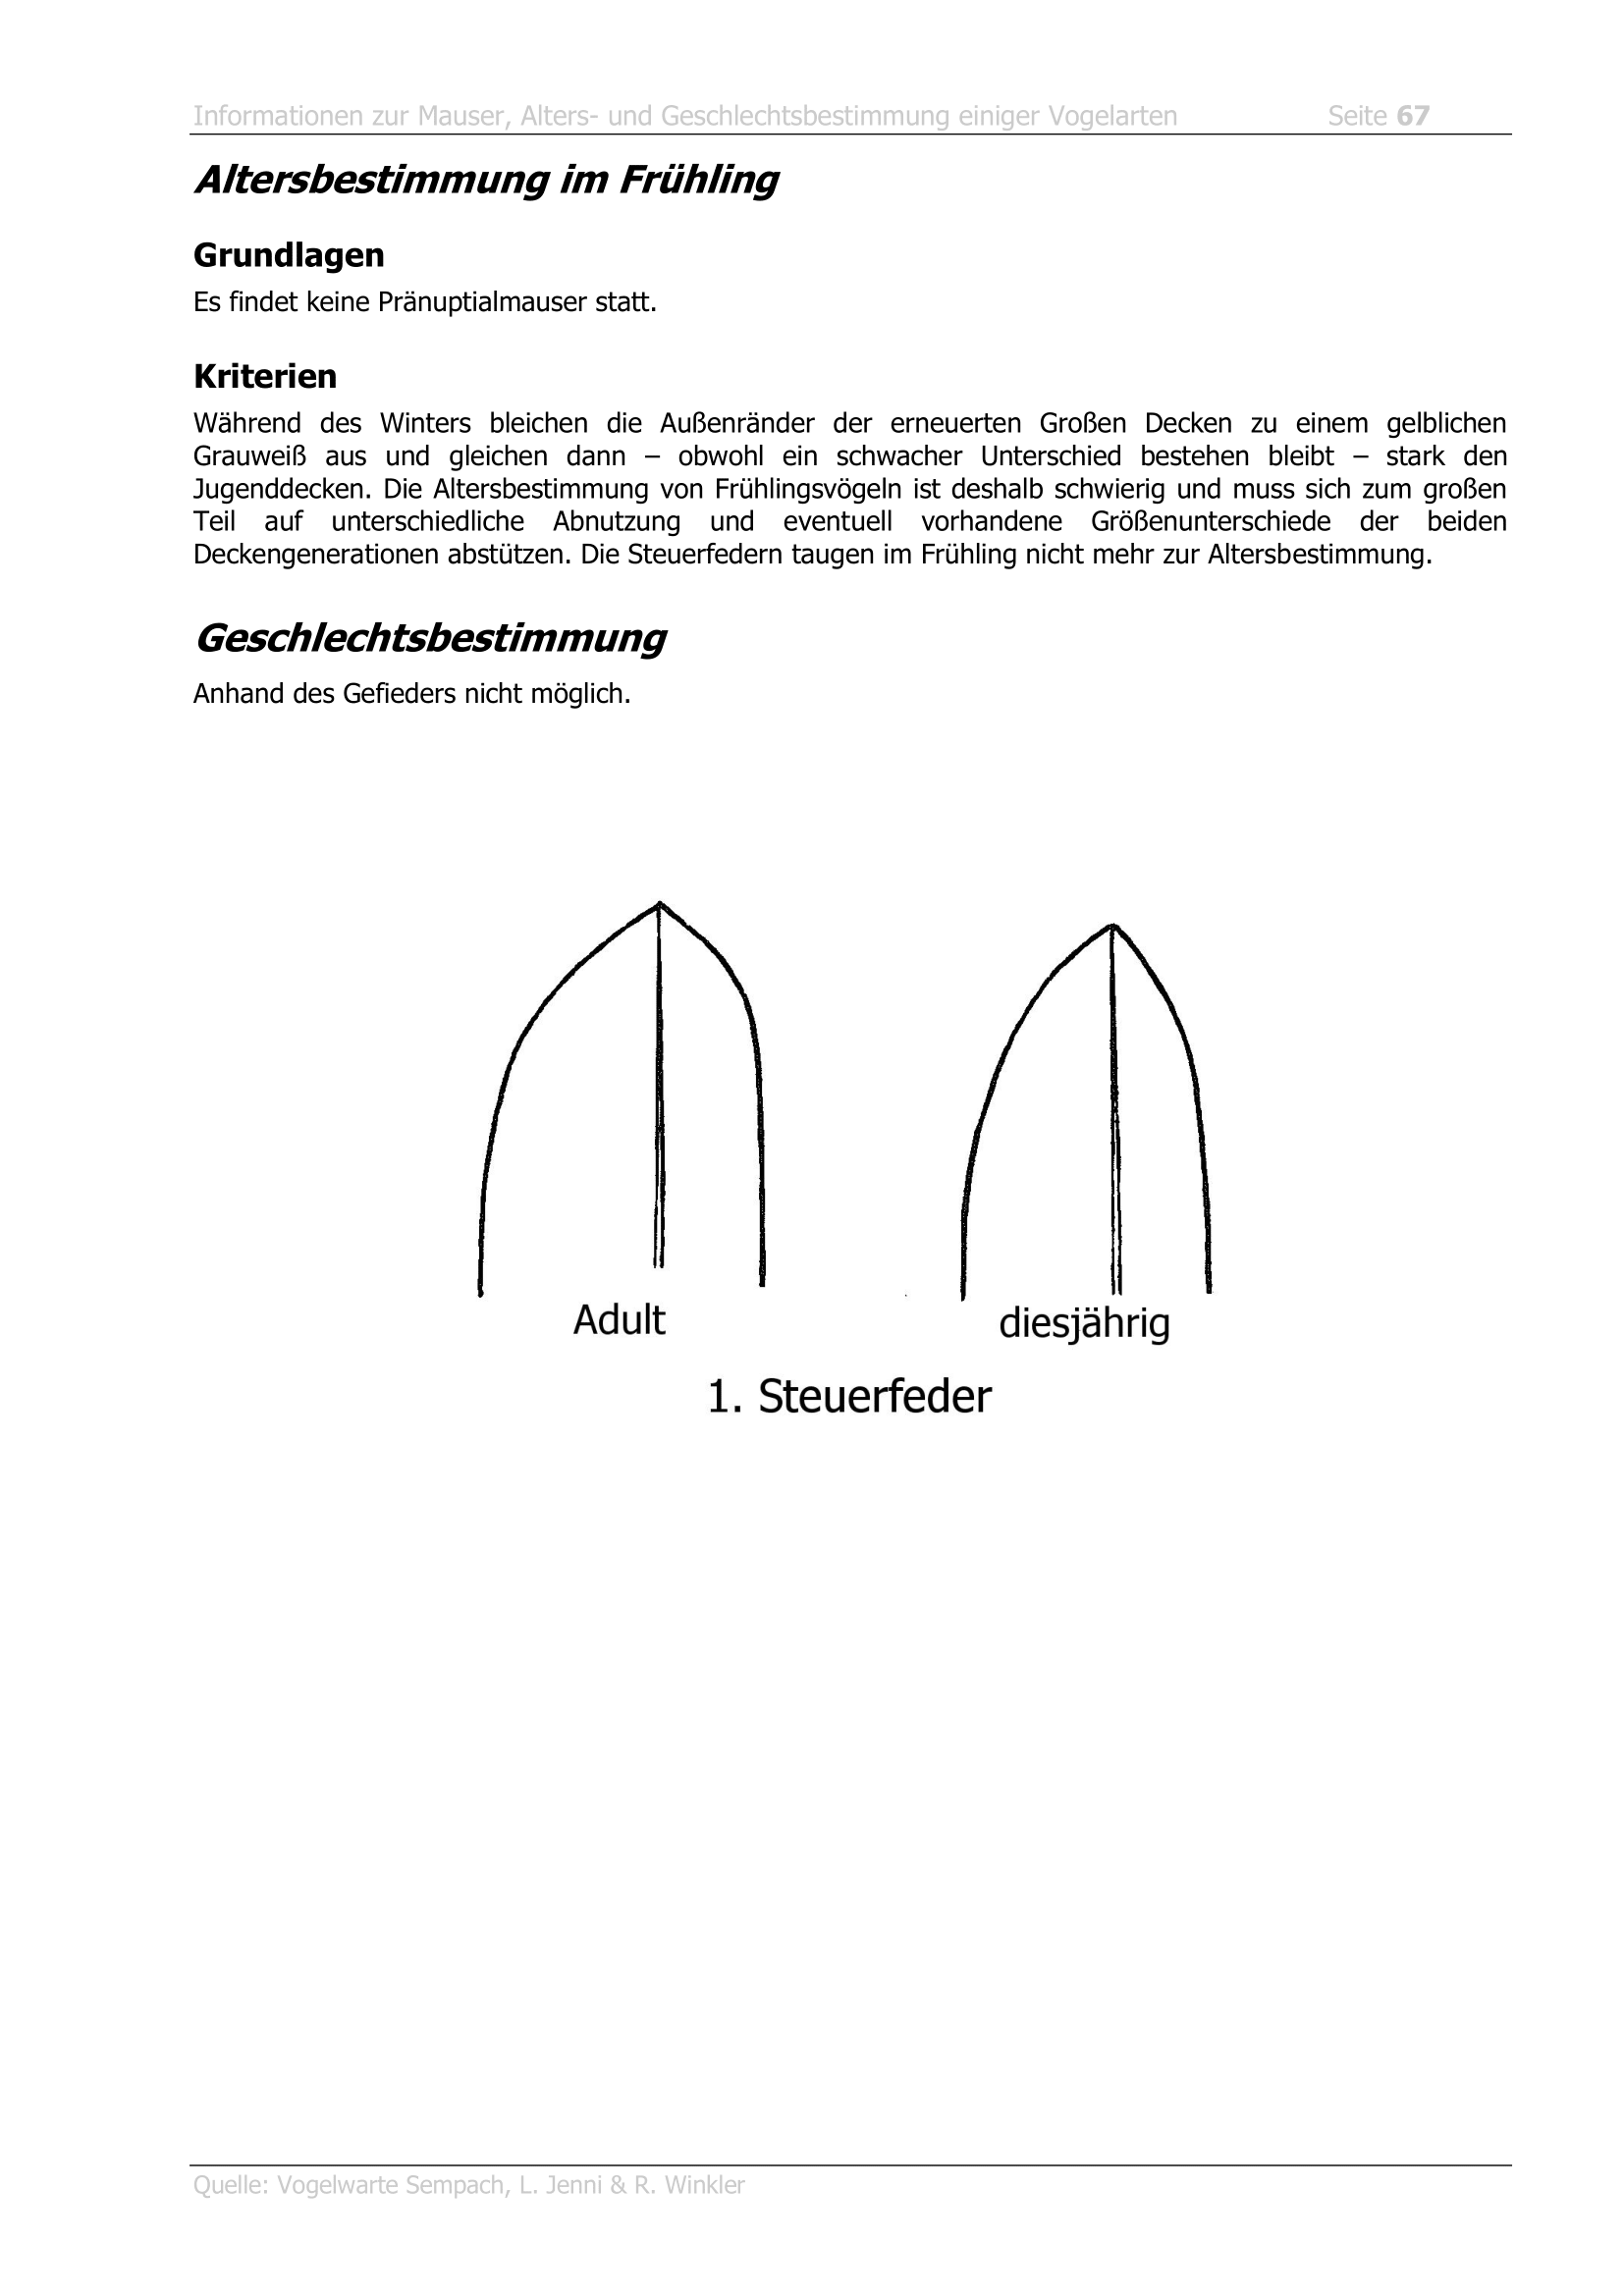 Informationen zur Mauser, Alters- und Geschlechtsbestimmung einiger Vogelarten Seite 67
Altersbestimmung im Frühling
Grundlagen
Es findet keine Pränuptialmauser statt.
Kriterien
Während des Winters bleichen die Außenränder der erneuerten Großen Decken zu einem gelblichen
Grauweiß aus und gleichen dann – obwohl ein schwacher Unterschied bestehen bleibt – stark den
Jugenddecken. Die Altersbestimmung von Frühlingsvögeln ist deshalb schwierig und muss sich zum großen
Teil auf unterschiedliche Abnutzung und eventuell vorhandene Größenunterschiede der beiden
Deckengenerationen abstützen. Die Steuerfedern taugen im Frühling nicht mehr zur Altersbestimmung.
Geschlechtsbestimmung
Anhand des Gefieders nicht möglich.
Adult
diesjährig
1. Steuerfeder
Quelle: Vogelwarte Sempach, L. Jenni & R. Winkler